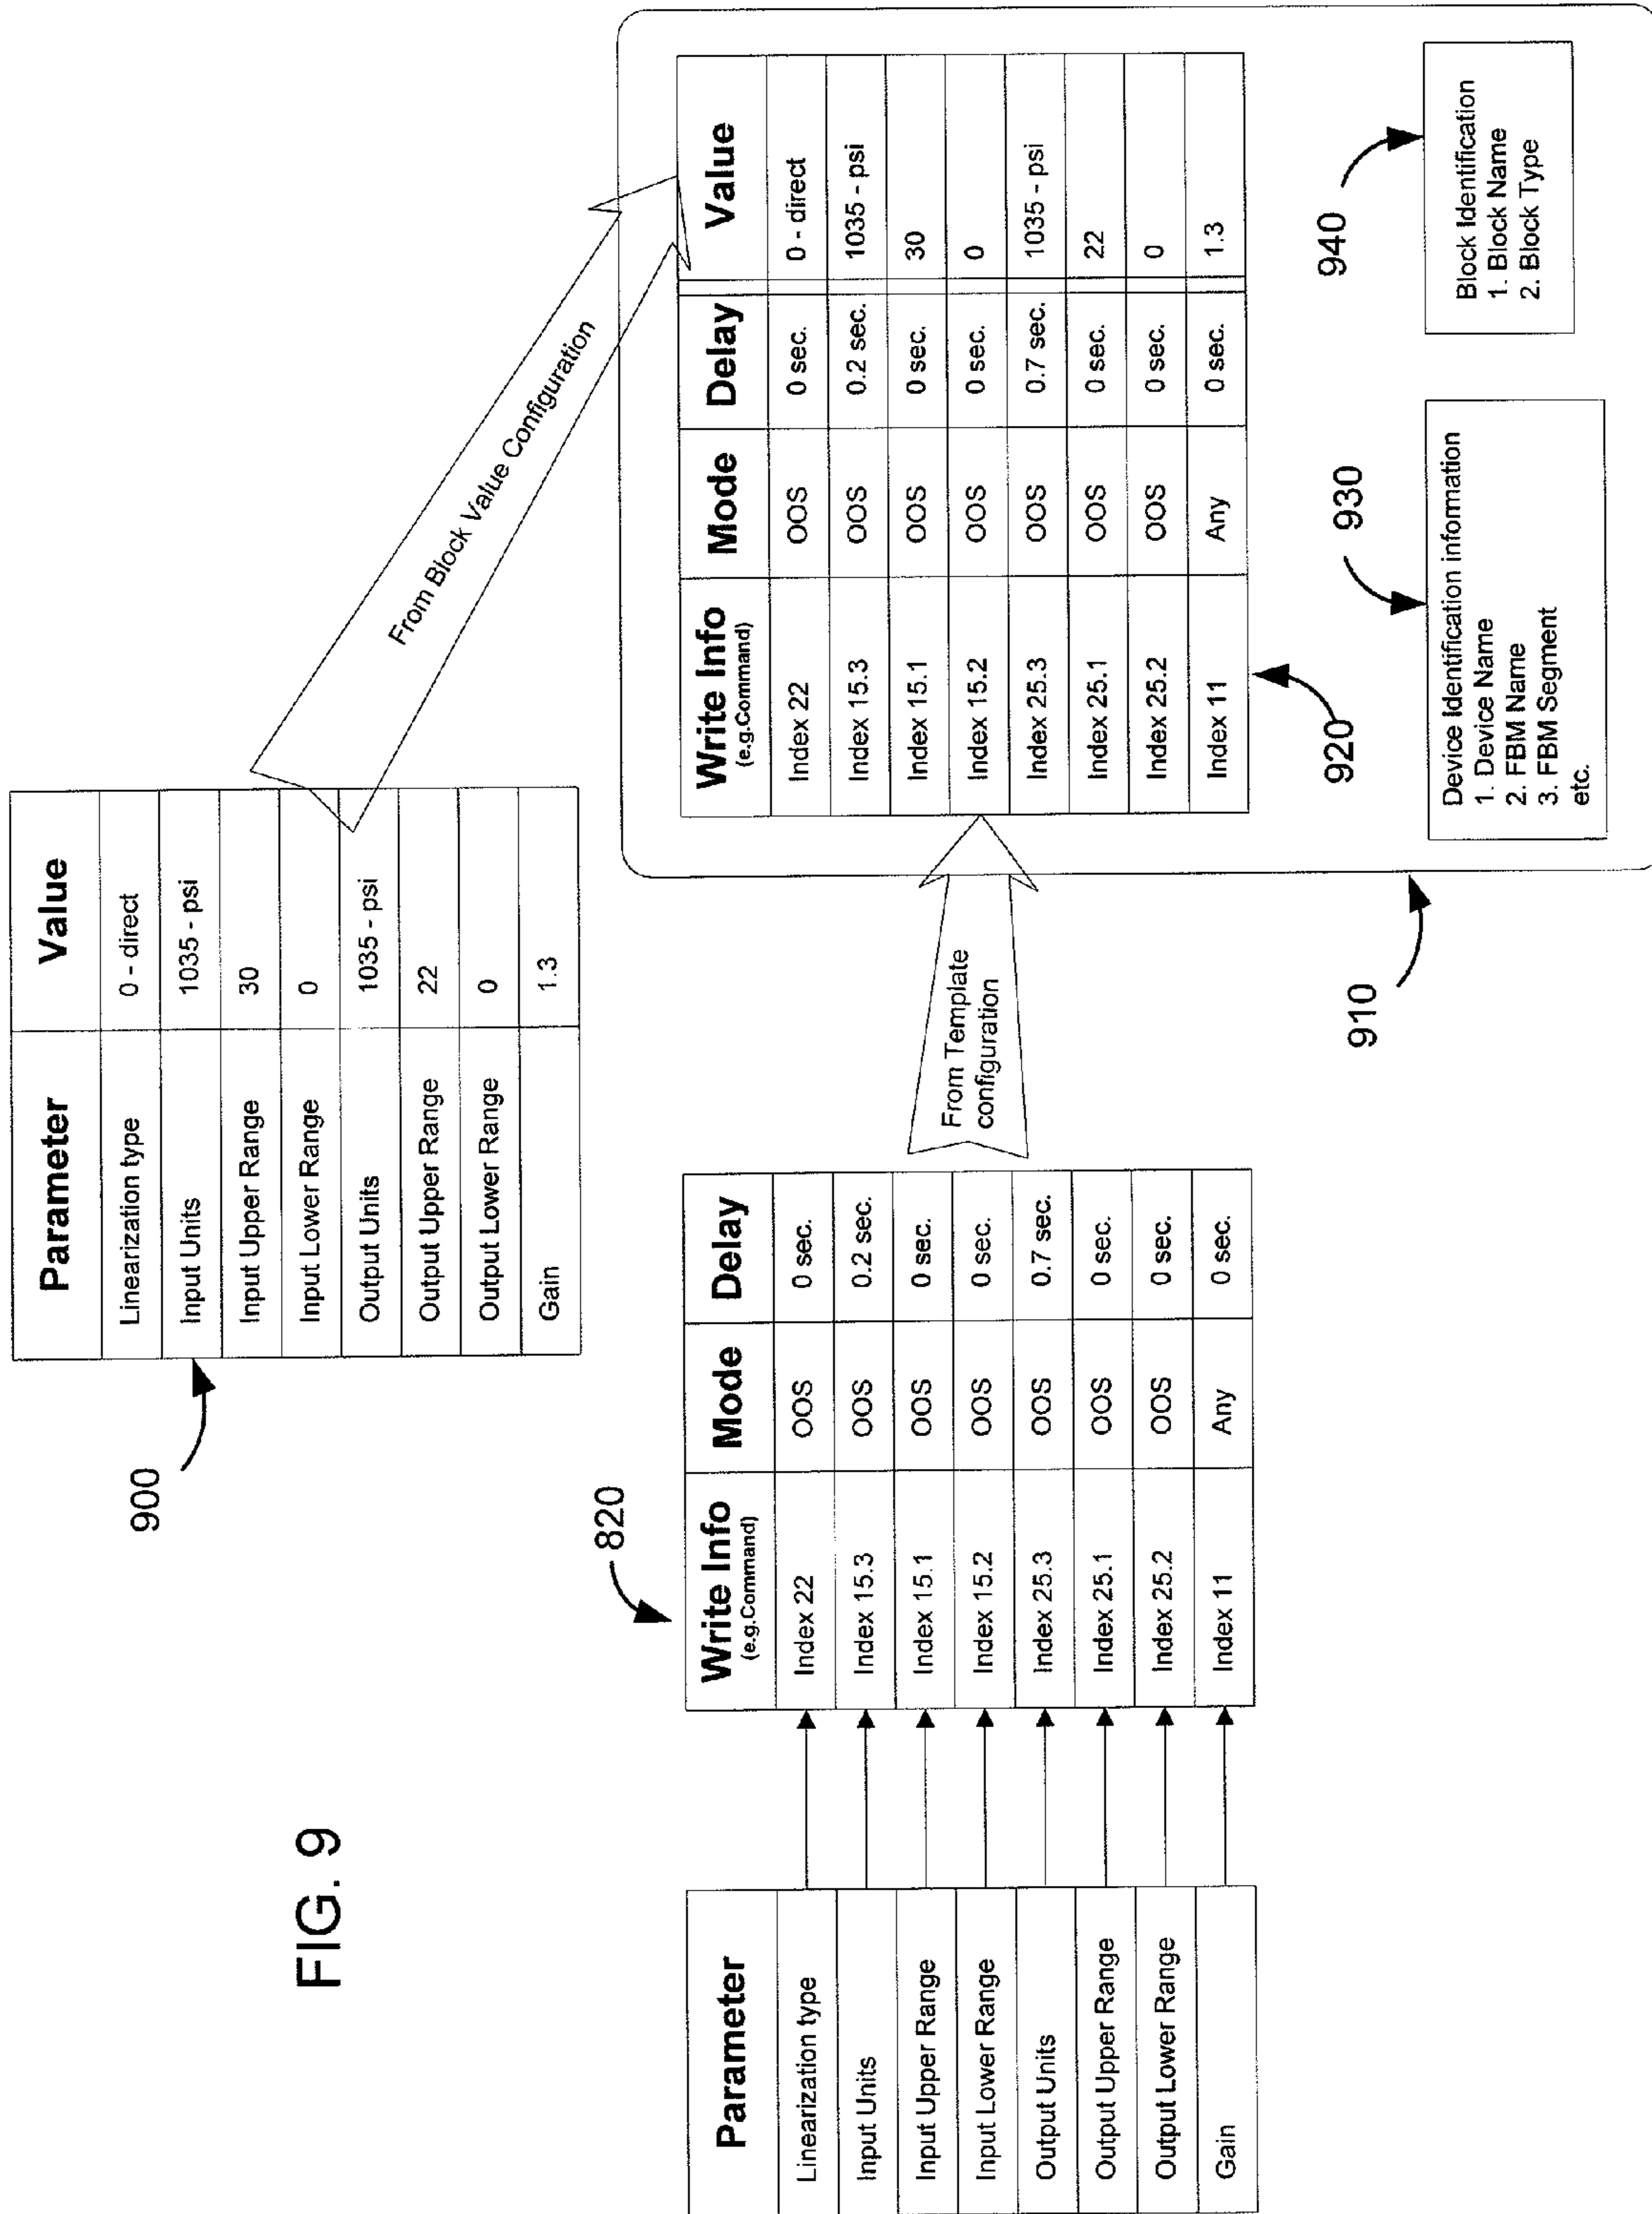 FIG. 9
900
Parameter Value
Linearization type 0 - direct
Input Units 1035 - psi
Input Upper Range 30
Input Lower Range 0
Output Units 1035 - psi
Output Upper Range 22
Output Lower Range 0
Gain 1.3
From Block Value Configuration
Parameter
Linearization type
Input Units
Input Upper Range
Input Lower Range
Output Units
Output Upper Range
Output Lower Range
Gain
820
Write Info Mode Delay
(e.g.Command)
Index 22 OOS 0 sec.
Index 15.3 OOS 0.2 sec.
Index 15.1 OOS 0 sec.
Index 15.2 OOS 0 sec.
Index 25.3 OOS 0.7 sec.
Index 25.1 OOS 0 sec.
Index 25.2 OOS 0 sec.
Index 11 Any 0 sec.
From Template
configuration
910
Write Info Mode Delay Value
(e.g.Command)
Index 22 OOS 0 sec. 0 - direct
Index 15.3 OOS 0.2 sec. 1035 - psi
Index 15.1 OOS 0 sec. 30
Index 15.2 OOS 0 sec. 0
Index 25.3 OOS 0.7 sec. 1035 - psi
Index 25.1 OOS 0 sec. 22
Index 25.2 OOS 0 sec. 0
Index 11 Any 0 sec. 1.3
920
930
940
Device Identification information
1. Device Name
2. FBM Name
3. FBM Segment
etc.
Block Identification
1. Block Name
2. Block Type